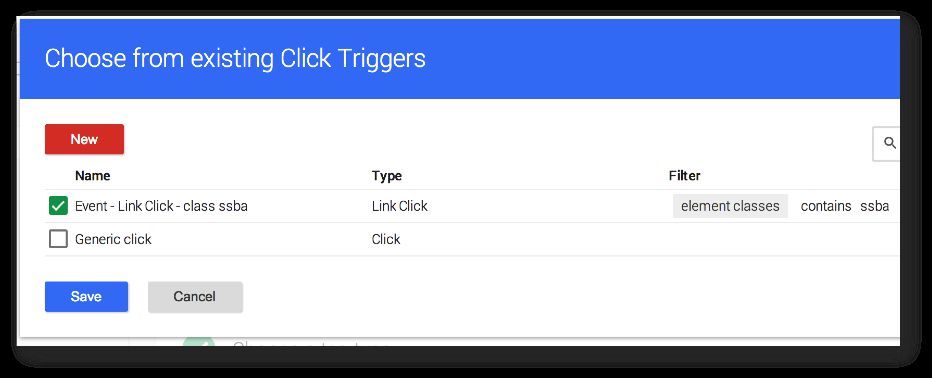 Choose from existing Click Triggers
New
Name Type Filter
Event - Link Click - class ssba Link Click element classes contains ssba
Generic click Click
Save Cancel